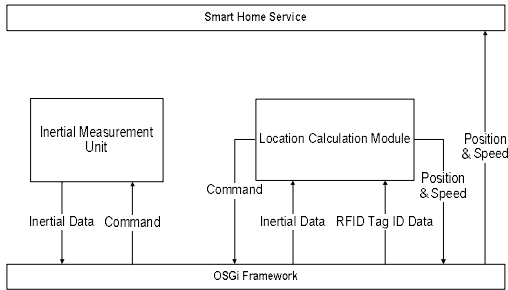 Smart Home Service
Inertial Measurement
Unit
Location Calculation Module
Position
& Speed
Command
Position
& Speed
Inertial Data
Command
Inertial Data
RFID Tag ID Data
OSGi Framework